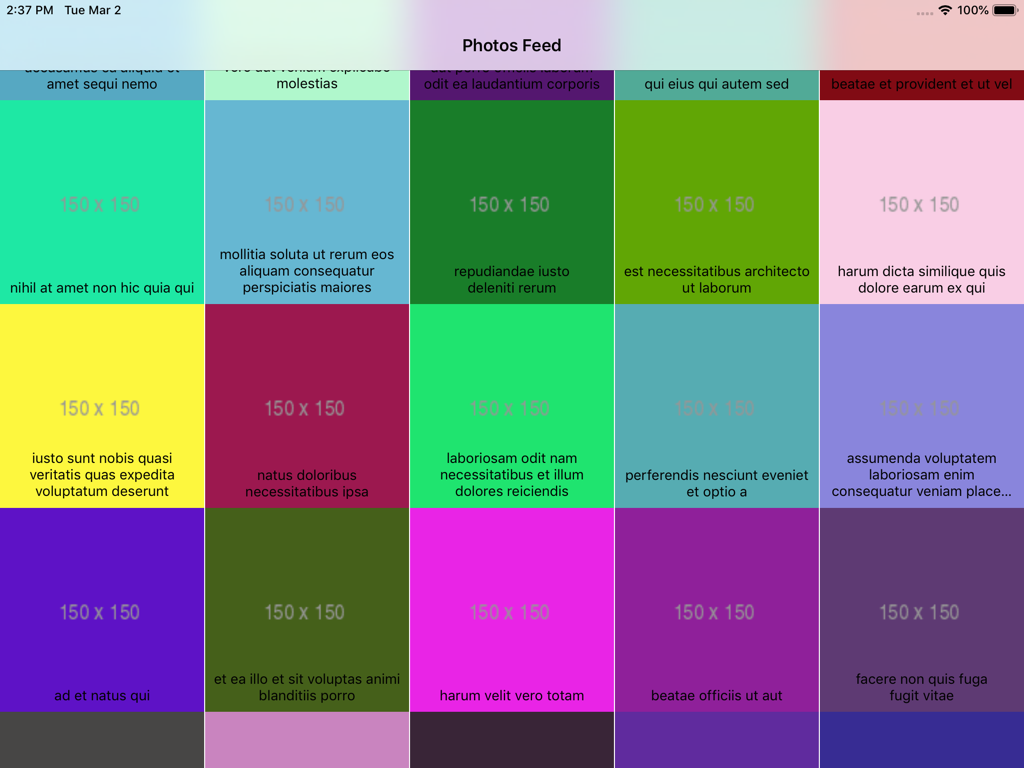 2:37 PM Tue Mar 2
100%
Photos Feed
amet sequi nemo
molestias
odit ea laudantium corporis
qui eius qui autem sed
beatae et provident et ut vel
150 x 150
nihil at amet non hic quia qui
150 x 150
mollitia soluta ut rerum eos
aliquam consequatur
perspiciatis maiores
150 x 150
repudiandae iusto
deleniti rerum
150 x 150
est necessitatibus architecto
ut laborum
150 x 150
harum dicta similique quis
dolore earum ex qui
150 x 150
iusto sunt nobis quasi
veritatis quas expedita
voluptatum deserunt
150 x 150
natus doloribus
necessitatibus ipsa
150 x 150
laboriosam odit nam
necessitatibus et illum
dolores reiciendis
150 x 150
perferendis nesciunt eveniet
et optio a
150 x 150
assumenda voluptatem
laboriosam enim
consequatur veniam place...
150 x 150
ad et natus qui
150 x 150
et ea illo et sit voluptas animi
blanditiis porro
150 x 150
harum velit vero totam
150 x 150
beatae officiis ut aut
150 x 150
facere non quis fuga
fugit vitae